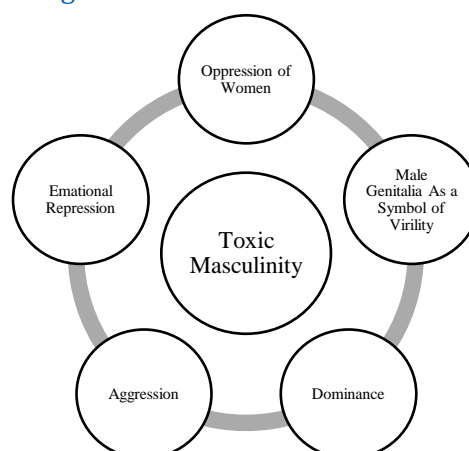 Oppression of
Women
Male
Genitalia As a
Symbol of
Virility
Emational
Repression
Toxic
Masculinity
Aggression
Dominance